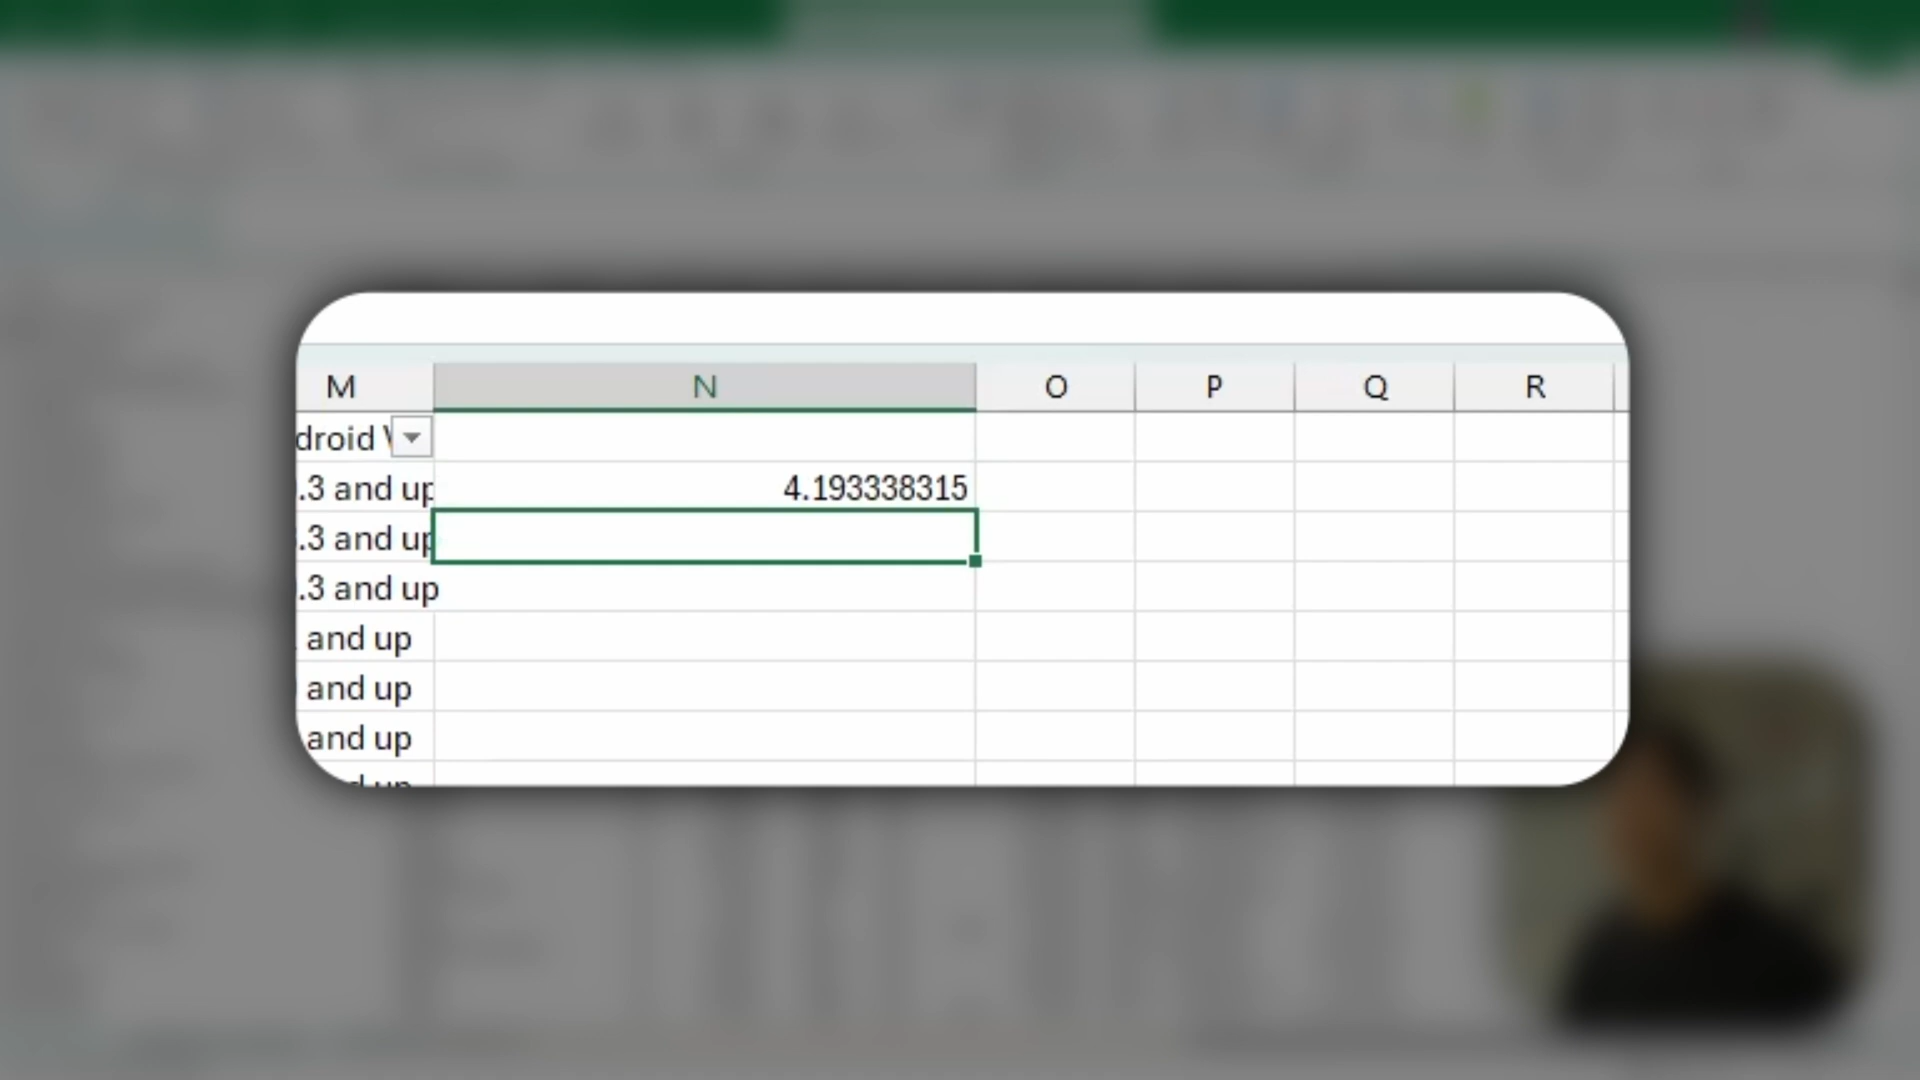 M N O P Q R
droid
.3 and up 4.193338315
.3 and up
.3 and up
and up
and up
and up